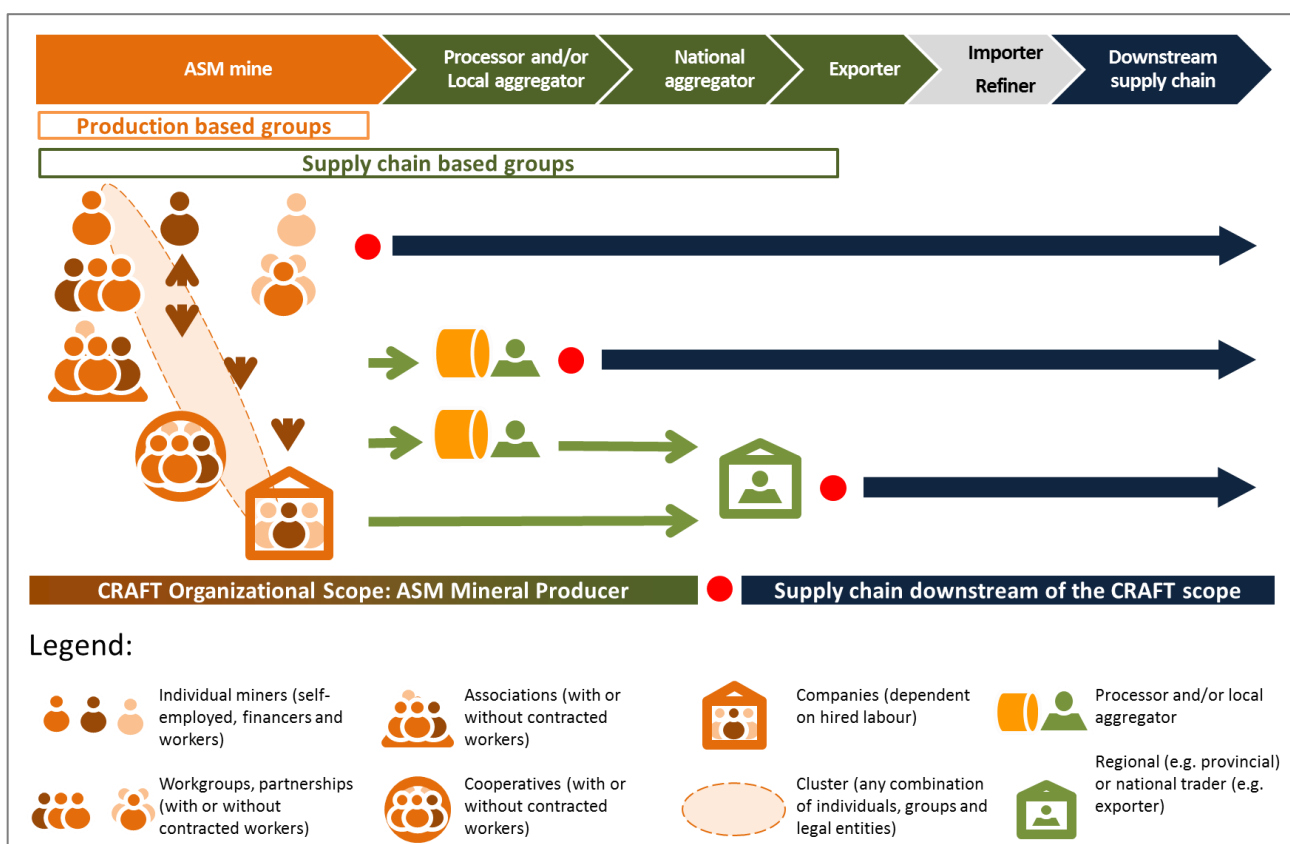 ASM mine
Processor and/or
Local aggregator
National
aggregator
Exporter
Importer
Refiner
Downstream
supply chain
Production based groups
Supply chain based groups
CRAFT Organizational Scope: ASM Mineral Producer
Supply chain downstream of the CRAFT scope
Legend:
Individual miners (self-
employed, financers and
workers)
Associations (with or
without contracted
workers)
Companies (dependent
on hired labour)
Processor and/or local
aggregator
Workgroups, partnerships
(with or without
contracted workers)
Cooperatives (with or
without contracted
workers)
Cluster (any combination
of individuals, groups and
legal entities)
Regional (e.g. provincial)
or national trader (e.g.
exporter)